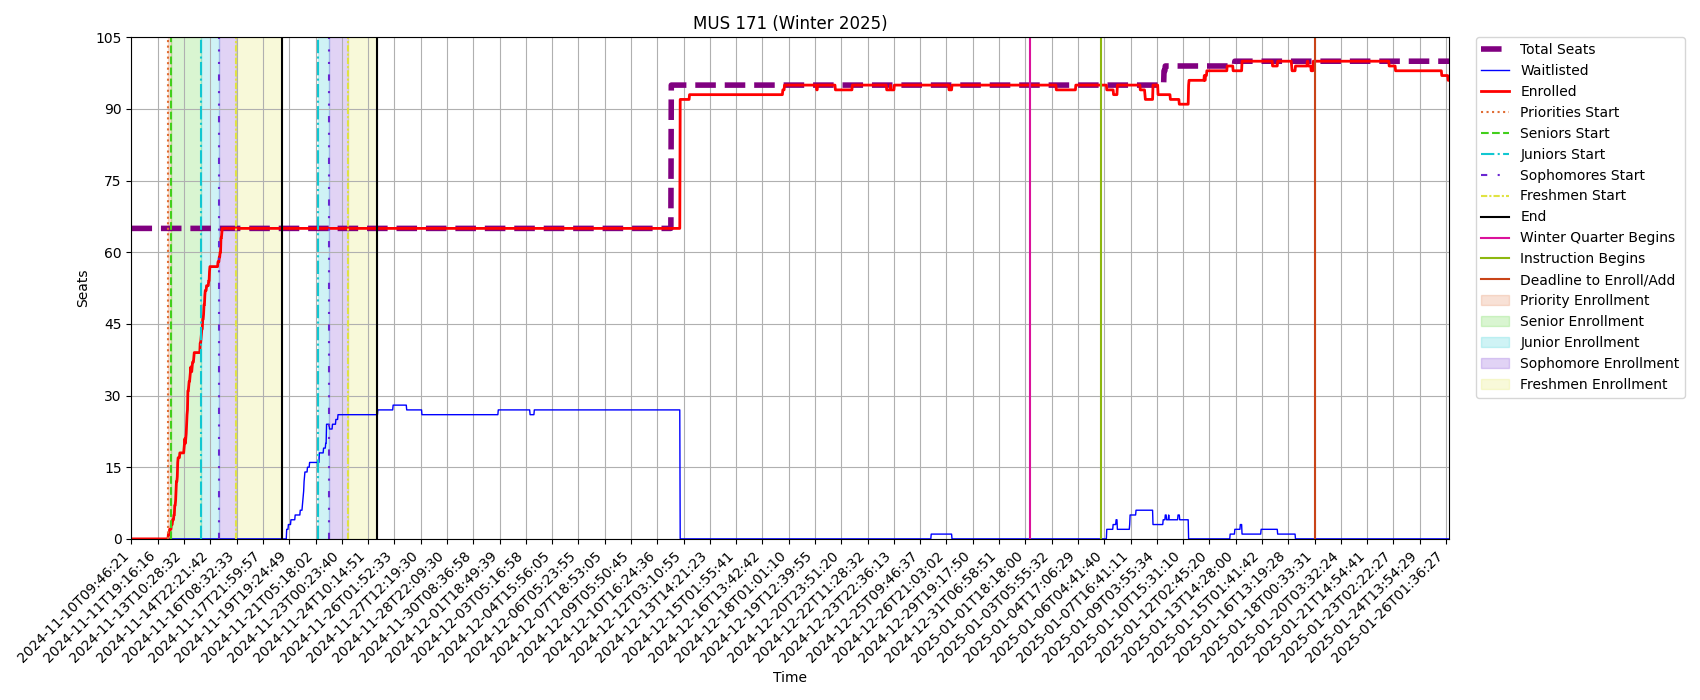 MUS 171 (Winter 2025)
105
90
75
60
45
30
15
0
Seats
2024-11-10T09:46:21
2024-11-11T19:16:16
2024-11-13T10:28:32
2024-11-14T22:21:42
2024-11-16T08:32:33
2024-11-17T21:59:57
2024-11-19T19:24:49
2024-11-21T05:18:02
2024-11-23T00:23:40
2024-11-24T10:14:51
2024-11-26T01:52:33
2024-11-27T12:19:30
2024-11-28T22:09:30
2024-11-30T08:36:58
2024-12-01T18:49:39
2024-12-03T05:16:58
2024-12-04T15:56:05
2024-12-06T05:23:55
2024-12-07T18:53:05
2024-12-09T05:50:45
2024-12-10T16:24:36
2024-12-12T03:10:55
2024-12-13T14:21:23
2024-12-15T01:55:41
2024-12-16T13:42:42
2024-12-18T01:01:10
2024-12-19T12:39:55
2024-12-20T23:51:20
2024-12-22T11:28:32
2024-12-23T22:36:13
2024-12-25T09:46:37
2024-12-26T21:03:02
2024-12-29T19:17:50
2024-12-31T06:58:51
2025-01-01T18:18:00
2025-01-03T05:55:32
2025-01-04T17:06:29
2025-01-06T04:41:40
2025-01-07T16:41:11
2025-01-09T03:55:34
2025-01-10T15:31:10
2025-01-12T02:45:20
2025-01-13T14:28:00
2025-01-15T01:41:42
2025-01-16T13:19:28
2025-01-18T00:33:31
2025-01-20T03:32:24
2025-01-21T14:54:41
2025-01-23T02:22:27
2025-01-24T13:54:29
2025-01-26T01:36:27
Time
Total Seats
Waitlisted
Enrolled
Priorities Start
Seniors Start
Juniors Start
Sophomores Start
Freshmen Start
End
Winter Quarter Begins
Instruction Begins
Deadline to Enroll/Add
Priority Enrollment
Senior Enrollment
Junior Enrollment
Sophomore Enrollment
Freshmen Enrollment